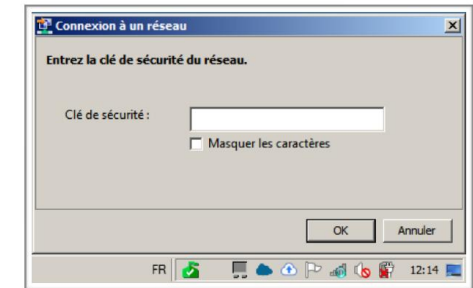 Connexion à un réseau
Entrez la clé de sécurité du réseau.
Clé de sécurité :
Masquer les caractères
OK Annuler
FR 12:14